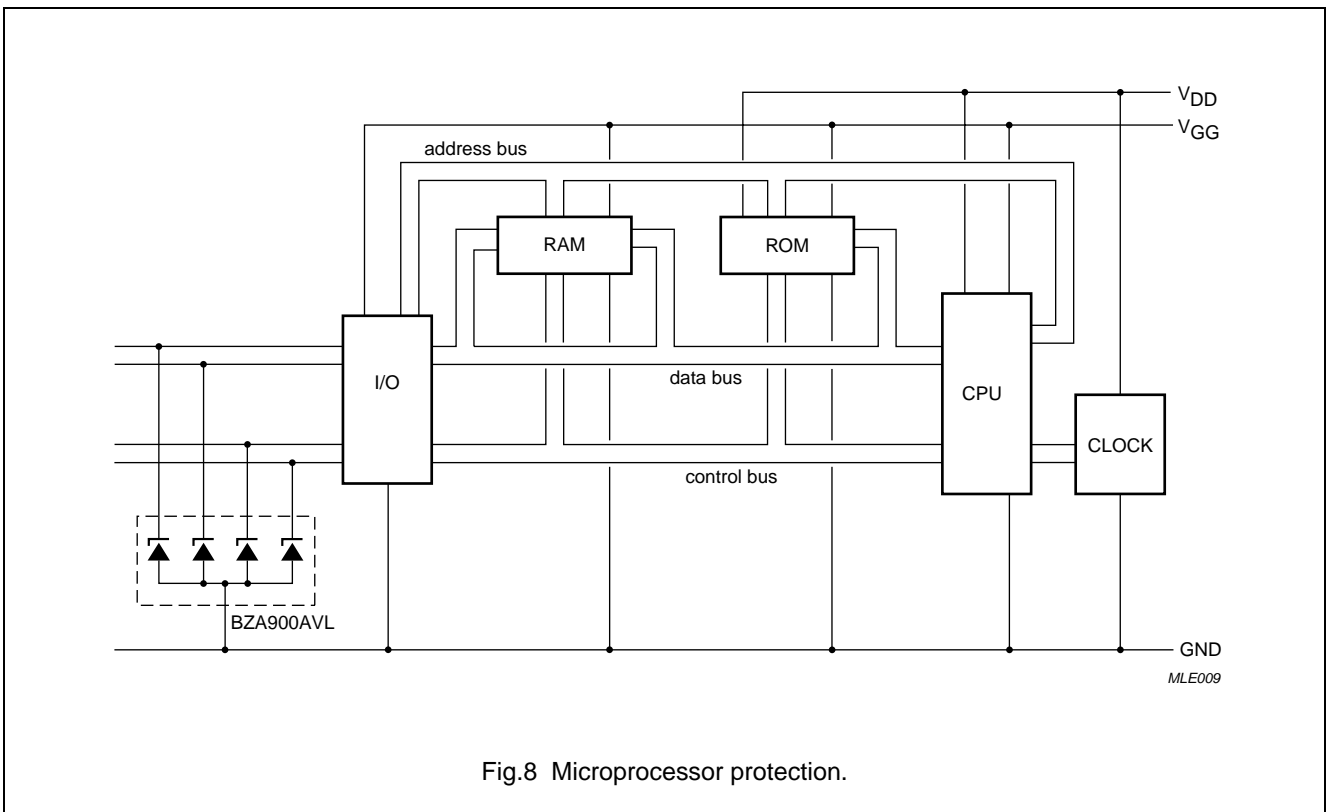 VDD
VGG
address bus
RAM
ROM
I/O
data bus
CPU
CLOCK
control bus
BZA900AVL
GND
MLE009
Fig.8 Microprocessor protection.